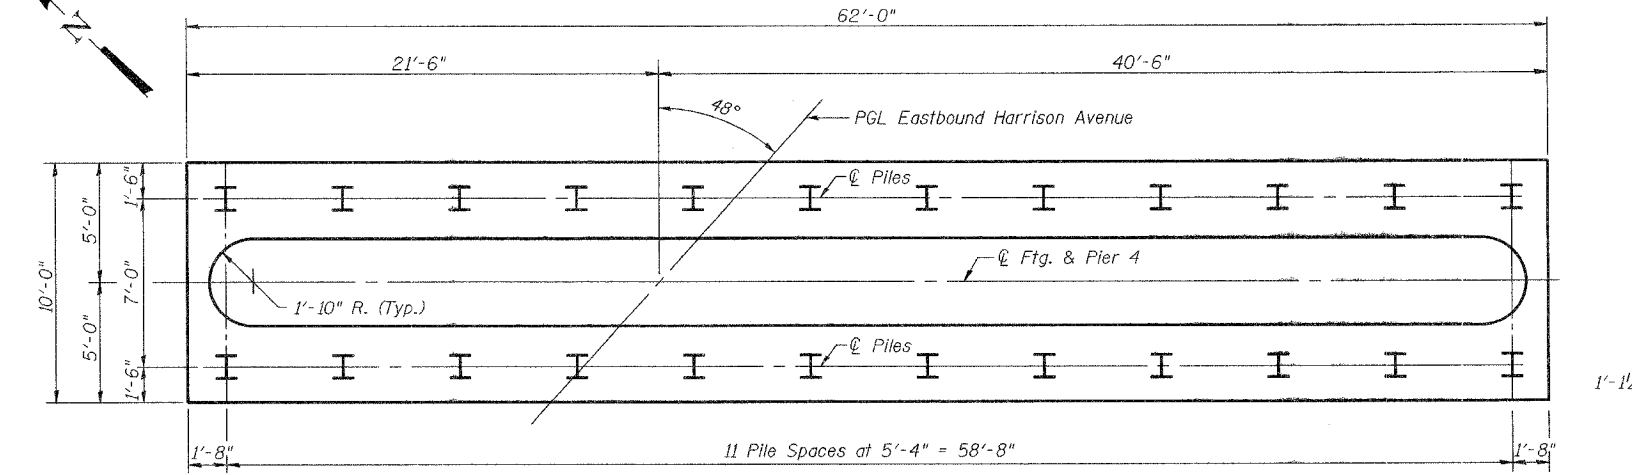 N
62'-0"
21'-6"
40'-6"
48°
PGL Eastbound Harrison Avenue
℄ Piles
1'-6"
5'-0"
10'-0"
7'-0"
5'-0"
1'-6"
℄ Ftg. & Pier 4
1'-10" R. (Typ.)
℄ Piles
1'-8"
11 Pile Spaces at 5'-4" = 58'-8"
1'-8"